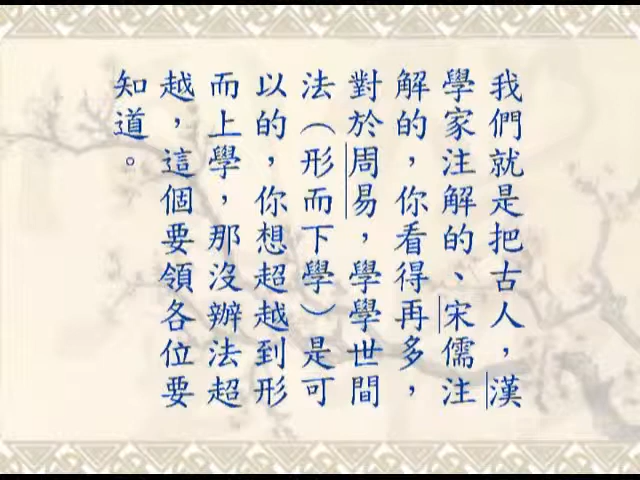 我們就是把古人，漢
學家注解的、宋儒注
解的，你看得再多，
對於周易，學學世間
法（形而下學）是可
以的，你想超越到形
而上學，那沒辦法超
越，這個要領各位要
知道。